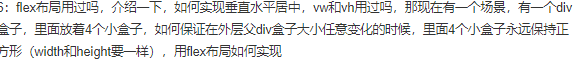 6：flex布局用过吗，介绍一下，如何实现垂直水平居中，vw和vh用过吗，那现在有一个场景，有一个div
盒子，里面放着4个小盒子，如何保证在外层父div盒子大小任意变化的时候，里面4个小盒子永远保持正
方形（width和height要一样），用flex布局如何实现